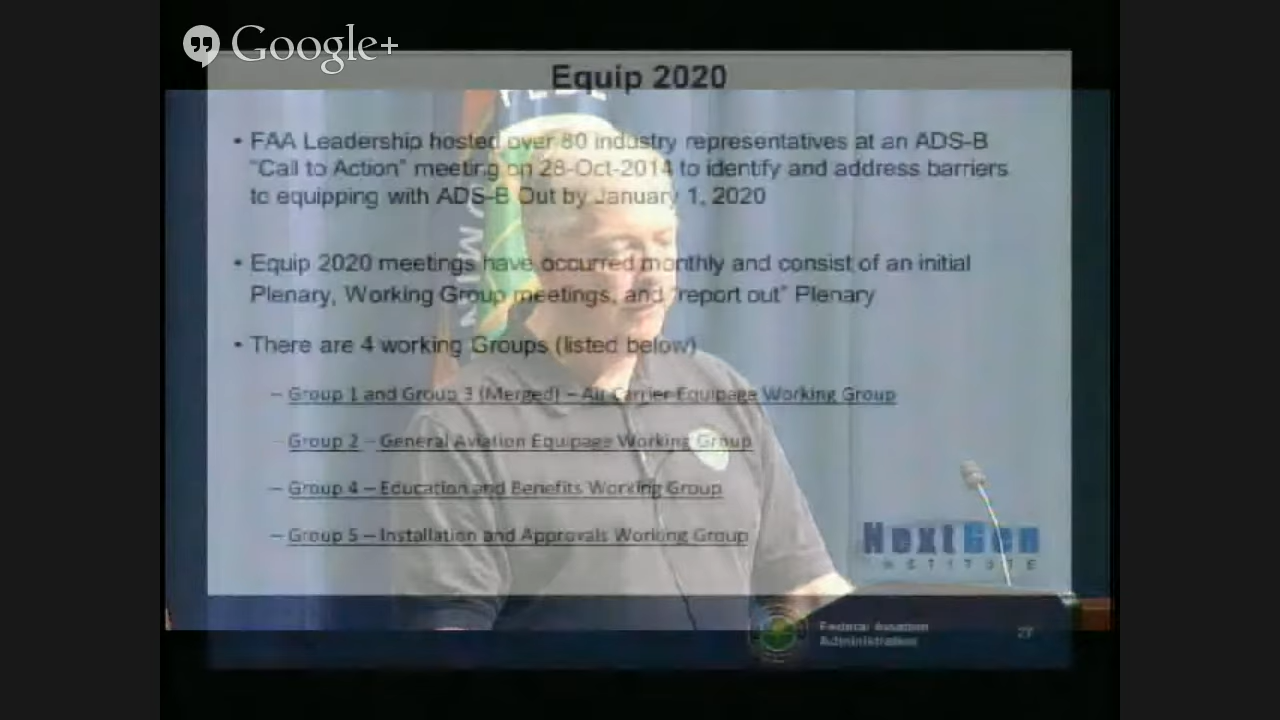 Google+
Equip 2020
• FAA Leadership hosted over 80 industry representatives at an ADS-B
"Call to Action" meeting on 28-Oct-2014 to identify and address barriers
to equipping with ADS-B Out by January 1, 2020
• Equip 2020 meetings have occurred monthly and consist of an initial
Plenary, Working Group meetings, and "report out" Plenary
• There are 4 working Groups (listed below)
– Group 1 and Group 3 (Merged) – Air Carrier Equipage Working Group
– Group 2 – General Aviation Equipage Working Group
– Group 4 – Education and Benefits Working Group
– Group 5 – Installation and Approvals Working Group
NextGen
INSTITUTE
Federal Aviation
Administration